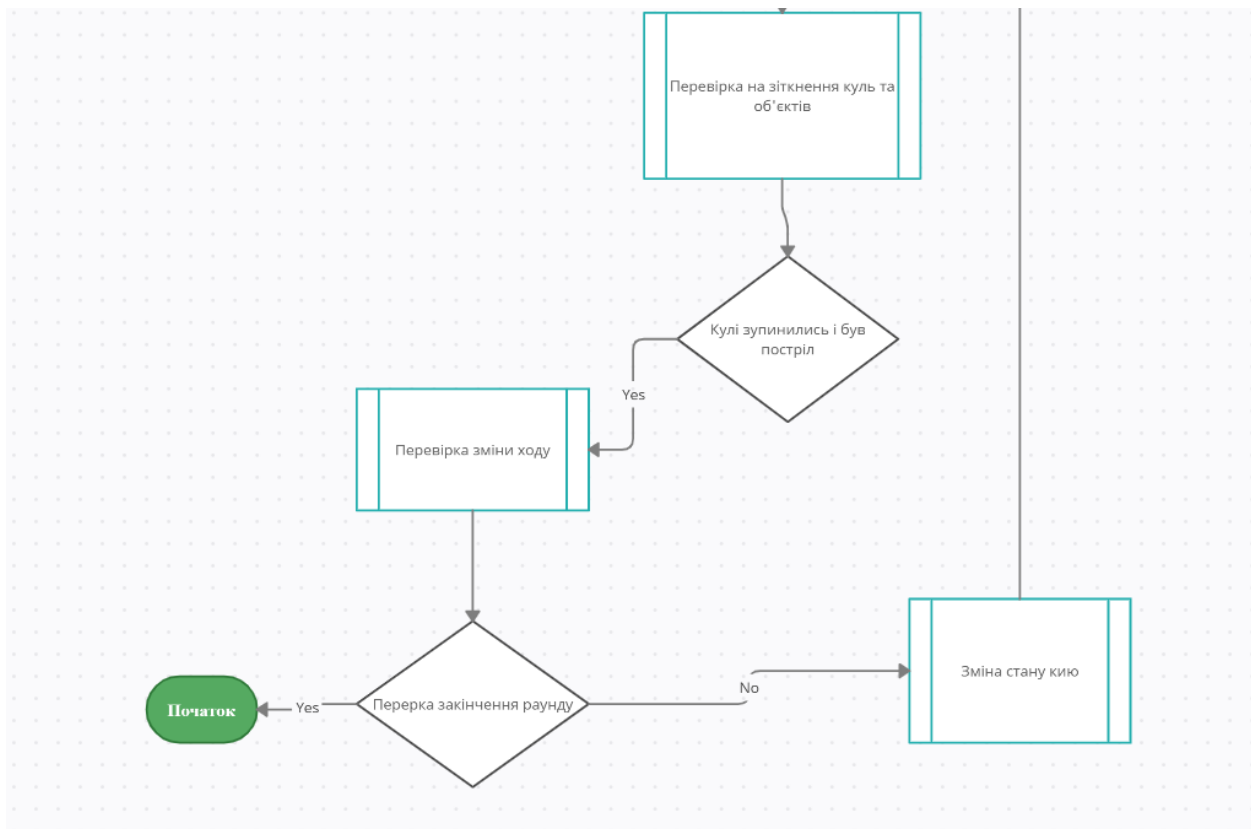 Перевірка на зіткнення куль та
об'єктів
Кулі зупинились і був
постріл
Yes
Перевірка зміни ходу
Зміна стану кию
No
Перерка закінчення раунду
Yes
Початок